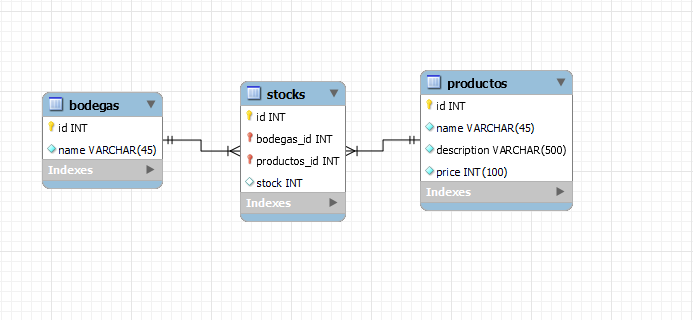 bodegas
id INT
name VARCHAR(45)
Indexes
stocks
id INT
bodegas_id INT
productos_id INT
stock INT
Indexes
productos
id INT
name VARCHAR(45)
description VARCHAR(500)
price INT(100)
Indexes